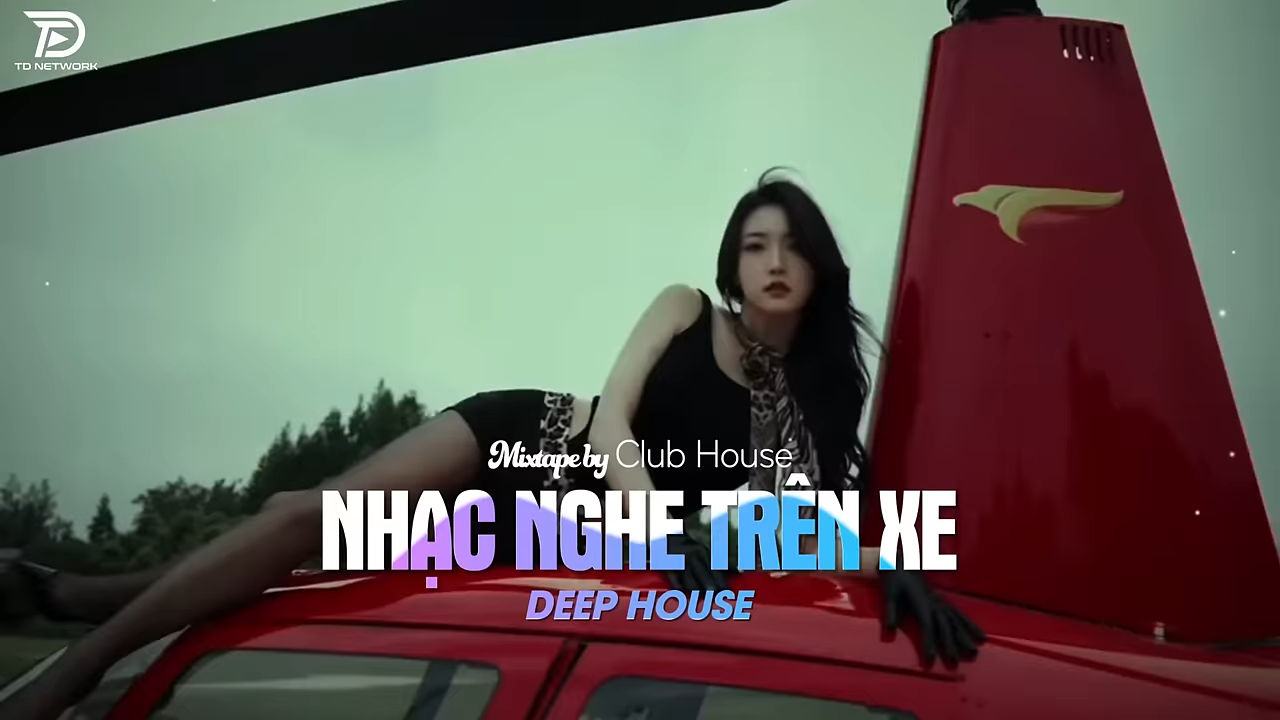 TD NETWORK
Mixtape by Club House
NHẠC NGHE TRÊN XE
DEEP HOUSE